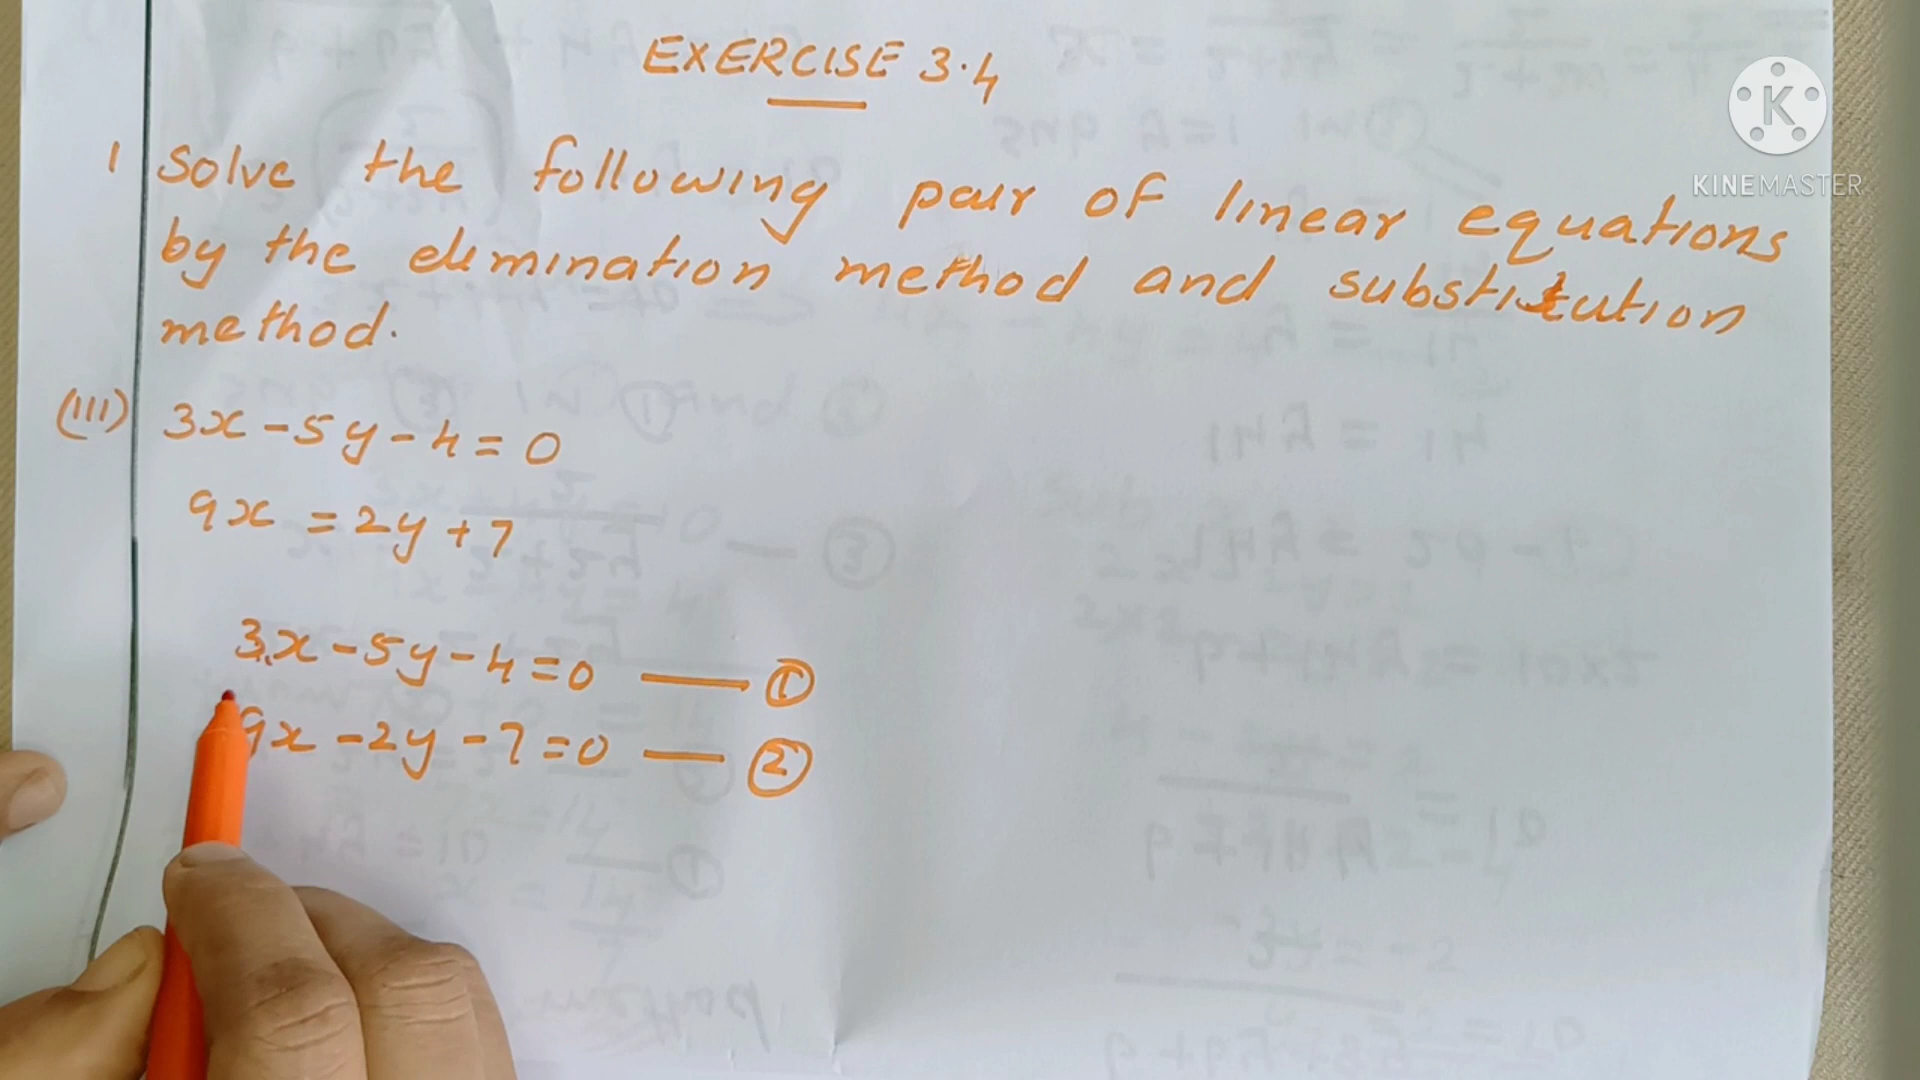 EXERCISE 3.4
K
KINEMASTER
1 Solve the following pair of linear equations
by the elimination method and substitution
method.
(iii) 3x - 5y - 4 = 0
9x = 2y + 7
3x - 5y - 4 = 0 — ①
9x - 2y - 7 = 0 — ②